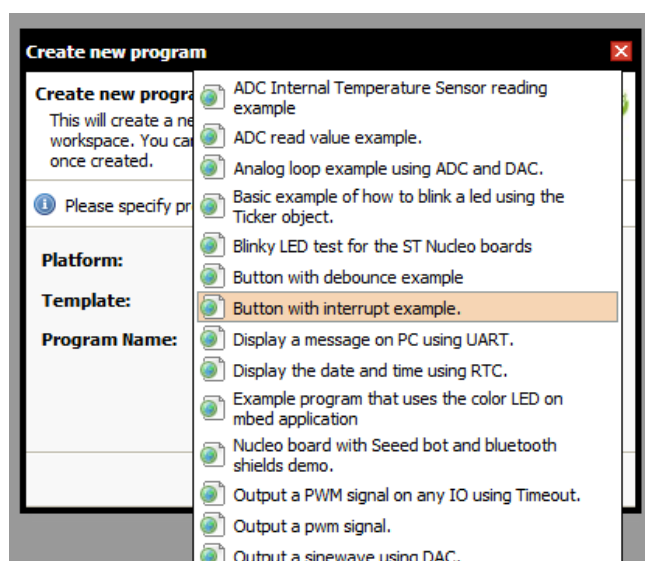 Create new program
Create new progra
This will create a ne
workspace. You ca
once created.
Please specify pr
Platform:
Template:
Program Name:
ADC Internal Temperature Sensor reading
example
ADC read value example.
Analog loop example using ADC and DAC.
Basic example of how to blink a led using the
Ticker object.
Blinky LED test for the ST Nucleo boards
Button with debounce example
Button with interrupt example.
Display a message on PC using UART.
Display the date and time using RTC.
Example program that uses the color LED on
mbed application
Nucleo board with Seeed bot and bluetooth
shields demo.
Output a PWM signal on any IO using Timeout.
Output a pwm signal.
Output a sinewave using DAC.